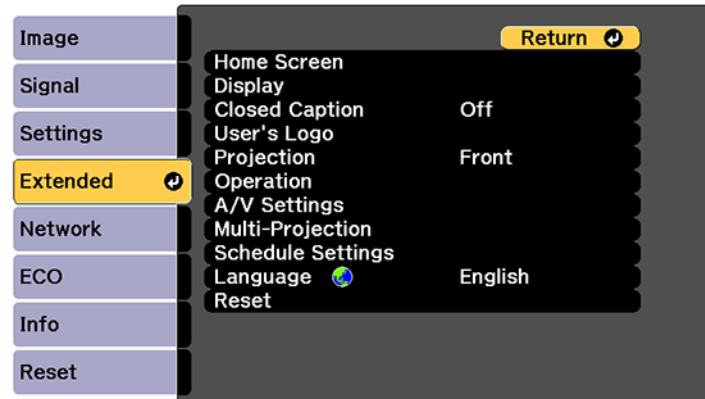 Image
Signal
Settings
Extended
Network
ECO
Info
Reset
Return
Home Screen
Display
Closed Caption Off
User's Logo
Projection Front
Operation
A/V Settings
Multi-Projection
Schedule Settings
Language English
Reset